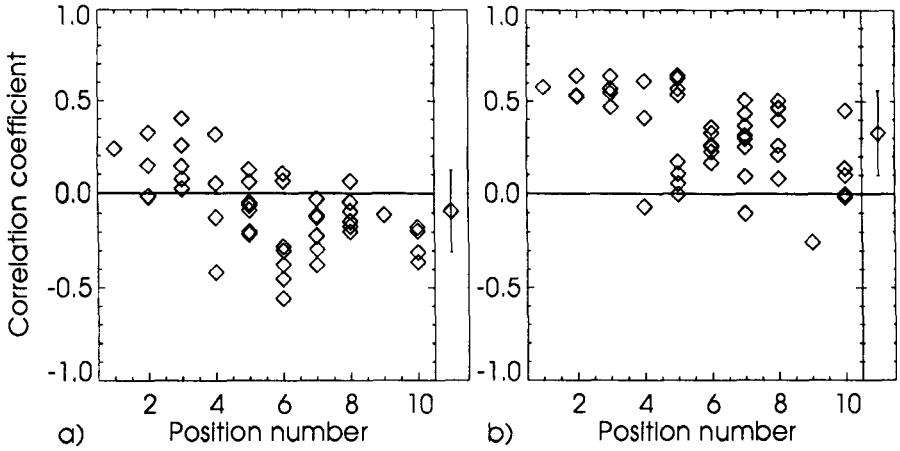 Correlation coefficient
1.0
0.5
0.0
-0.5
-1.0
2 4 6 8 10
a) Position number
1.0
0.5
0.0
-0.5
-1.0
2 4 6 8 10
b) Position number